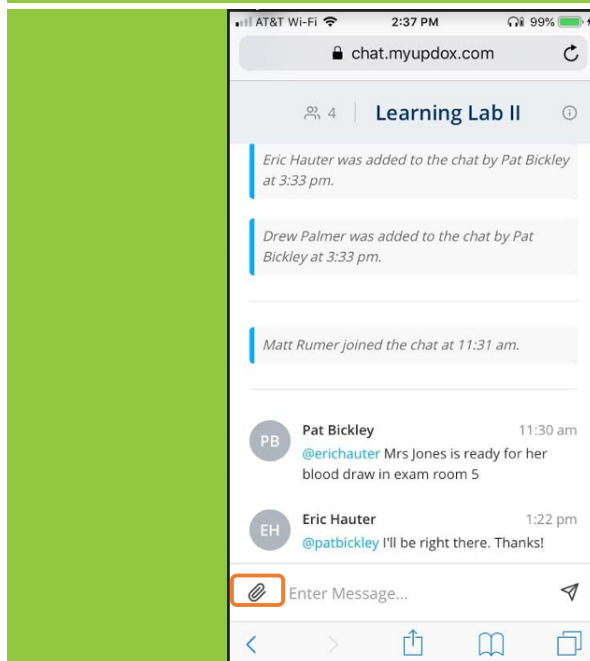 AT&T Wi-Fi 2:37 PM 99%
chat.myupdox.com
4 Learning Lab II
Eric Hauter was added to the chat by Pat Bickley
at 3:33 pm.
Drew Palmer was added to the chat by Pat
Bickley at 3:33 pm.
Matt Rumer joined the chat at 11:31 am.
PB Pat Bickley 11:30 am
@erichauter Mrs Jones is ready for her
blood draw in exam room 5
EH Eric Hauter 1:22 pm
@patbickley I'll be right there. Thanks!
Enter Message...